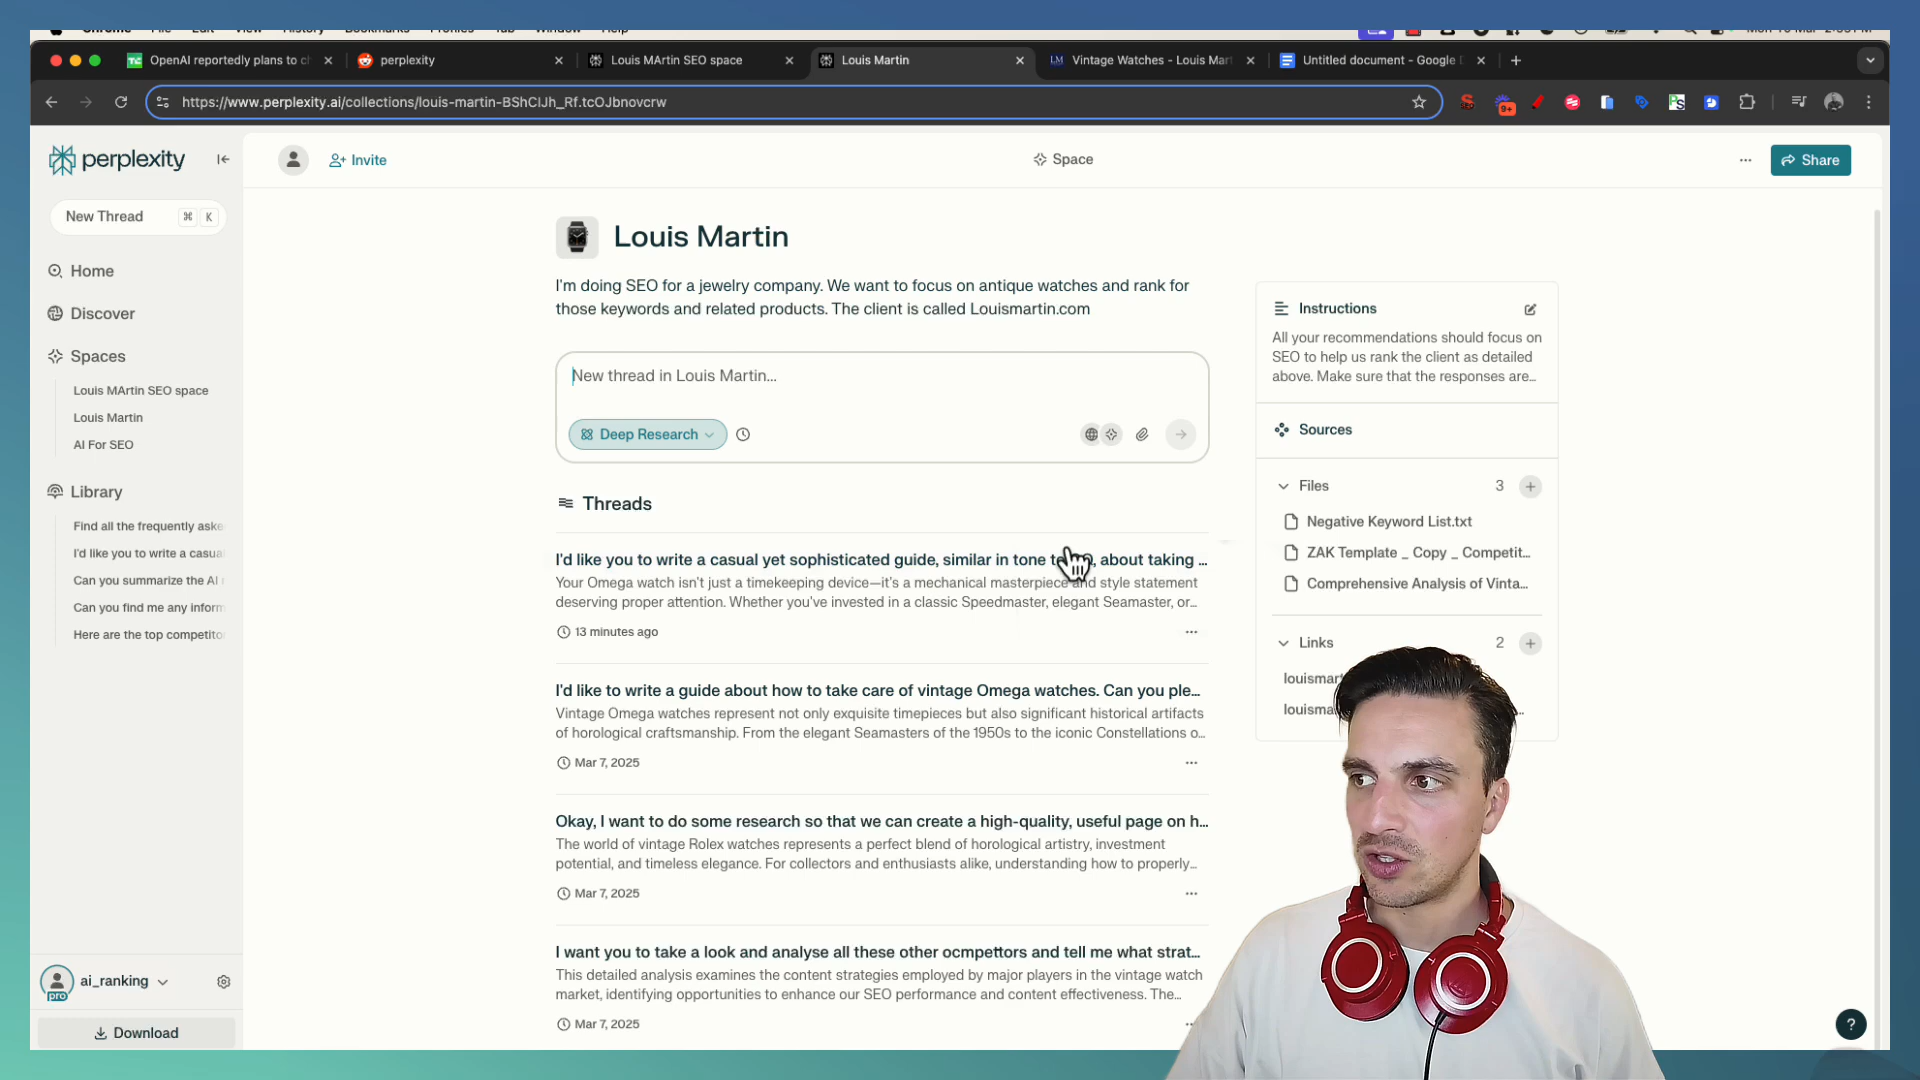 OpenAI reportedly plans to ch
perplexity
Louis MArtin SEO space
Louis Martin
LM
Vintage Watches - Louis Mar
Untitled document - Google D
https://www.perplexity.ai/collections/louis-martin-BShCIJh_Rf.tcOJbnovcrw
SEO
9+
perplexity
Invite
Space
Share
New Thread
⌘ K
Home
Discover
Spaces
Louis MArtin SEO space
Louis Martin
AI For SEO
Library
Find all the frequently aske
I'd like you to write a casua
Can you summarize the AI
Can you find me any inform
Here are the top competito
ai_ranking
pro
Download
Louis Martin
I'm doing SEO for a jewelry company. We want to focus on antique watches and rank for
those keywords and related products. The client is called Louismartin.com
New thread in Louis Martin...
Deep Research
Threads
I'd like you to write a casual yet sophisticated guide, similar in tone to , about taking ...
Your Omega watch isn't just a timekeeping device—it's a mechanical masterpiece and style statement
deserving proper attention. Whether you've invested in a classic Speedmaster, elegant Seamaster, or...
13 minutes ago
I'd like to write a guide about how to take care of vintage Omega watches. Can you ple...
Vintage Omega watches represent not only exquisite timepieces but also significant historical artifacts
of horological craftsmanship. From the elegant Seamasters of the 1950s to the iconic Constellations o...
Mar 7, 2025
Okay, I want to do some research so that we can create a high-quality, useful page on h...
The world of vintage Rolex watches represents a perfect blend of horological artistry, investment
potential, and timeless elegance. For collectors and enthusiasts alike, understanding how to properly...
Mar 7, 2025
I want you to take a look and analyse all these other ocmpettors and tell me what strat...
This detailed analysis examines the content strategies employed by major players in the vintage watch
market, identifying opportunities to enhance our SEO performance and content effectiveness. The...
Mar 7, 2025
Instructions
All your recommendations should focus on
SEO to help us rank the client as detailed
above. Make sure that the responses are...
Sources
Files 3
Negative Keyword List.txt
ZAK Template _ Copy _ Competit...
Comprehensive Analysis of Vinta...
Links 2
louismart
louisma
?